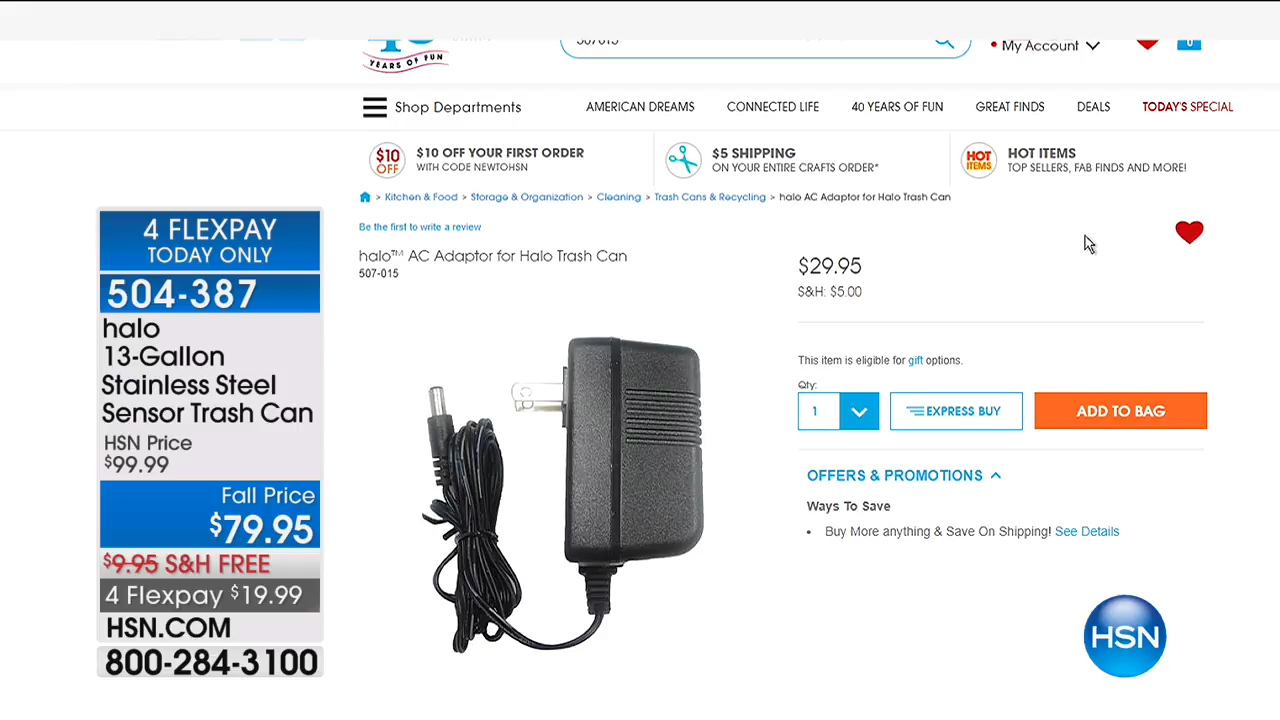 YEARS OF FUN
507015
My Account
0
Shop Departments
AMERICAN DREAMS
CONNECTED LIFE
40 YEARS OF FUN
GREAT FINDS
DEALS
TODAY'S SPECIAL
$10 OFF
$10 OFF YOUR FIRST ORDER
WITH CODE NEWTOHSN
$5 SHIPPING
ON YOUR ENTIRE CRAFTS ORDER*
HOT ITEMS
HOT ITEMS
TOP SELLERS, FAB FINDS AND MORE!
> Kitchen & Food > Storage & Organization > Cleaning > Trash Cans & Recycling > halo AC Adaptor for Halo Trash Can
Be the first to write a review
halo™ AC Adaptor for Halo Trash Can
507-015
$29.95
S&H: $5.00
This item is eligible for gift options.
Qty:
1
EXPRESS BUY
ADD TO BAG
OFFERS & PROMOTIONS
Ways To Save
• Buy More anything & Save On Shipping! See Details
4 FLEXPAY
TODAY ONLY
504-387
halo
13-Gallon
Stainless Steel
Sensor Trash Can
HSN Price
$99.99
Fall Price
$79.95
$9.95 S&H FREE
4 Flexpay $19.99
HSN.COM
800-284-3100
HSN